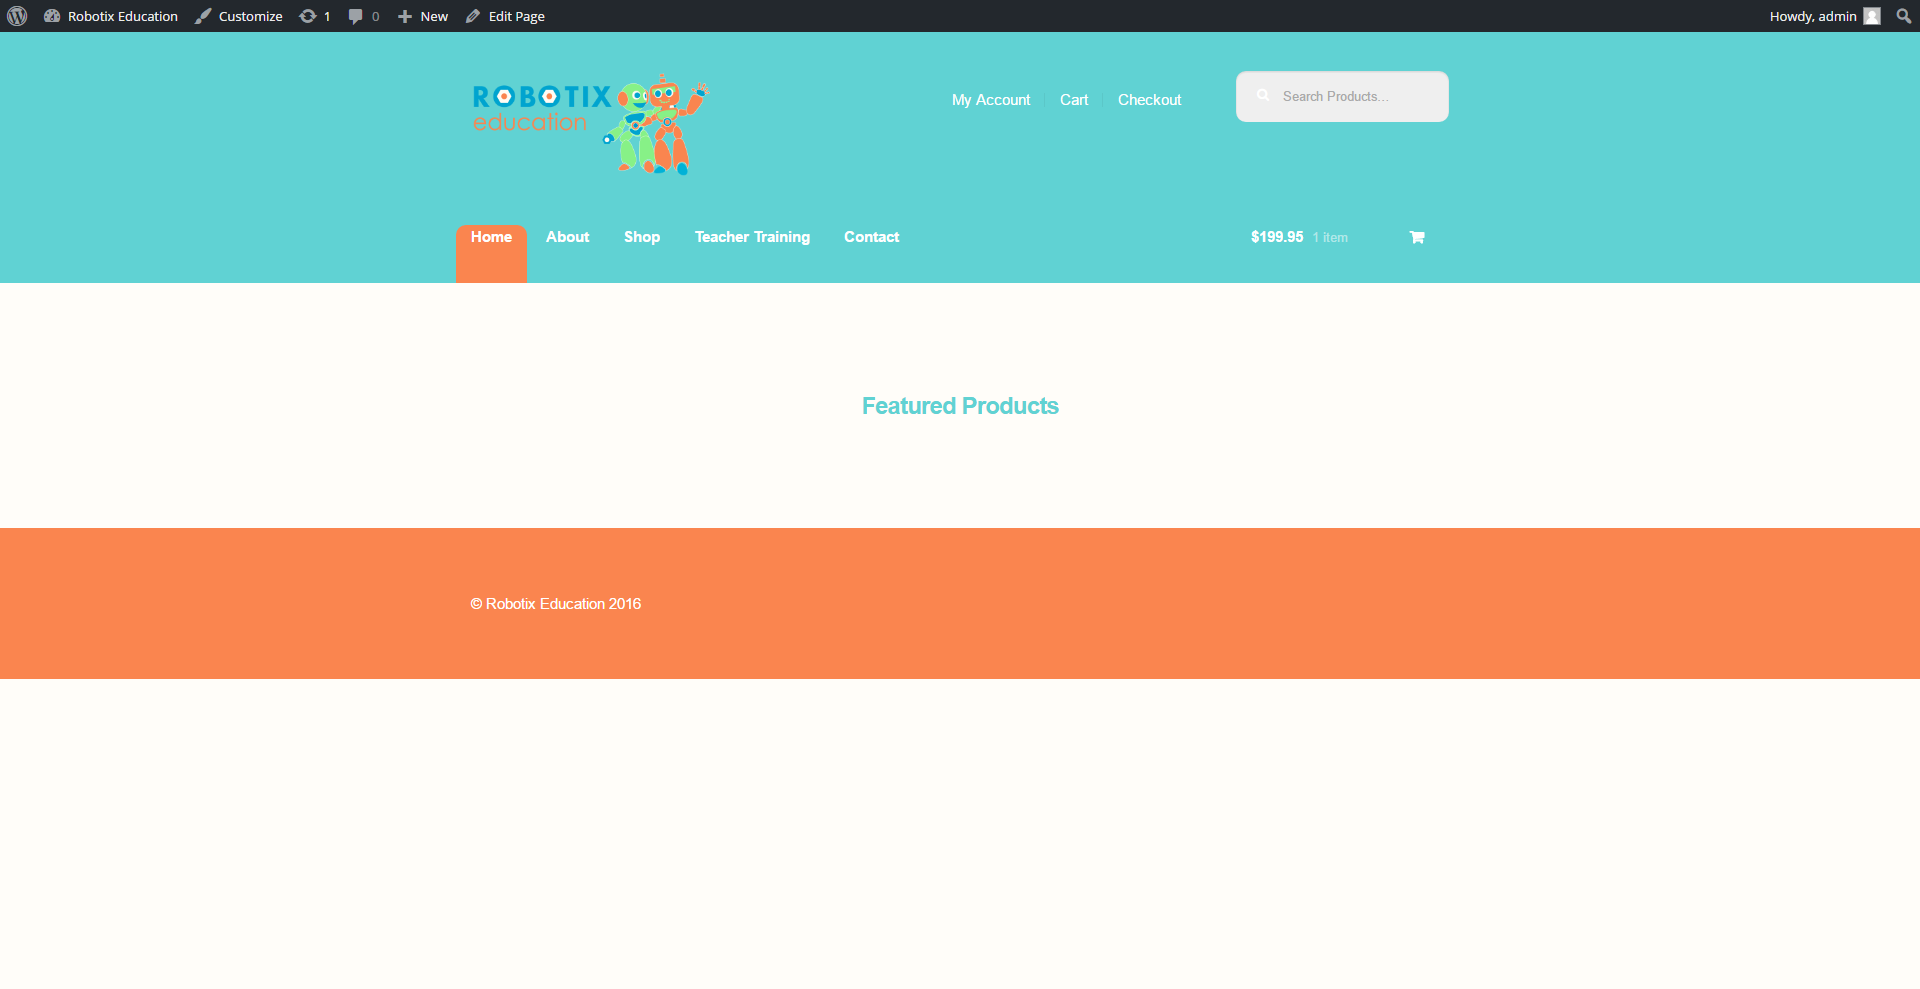 Robotix Education Customize 1 0 New Edit Page Howdy, admin
ROBOTIX
education
My Account Cart Checkout
Search Products...
Home About Shop Teacher Training Contact $199.95 1 item
Featured Products
© Robotix Education 2016